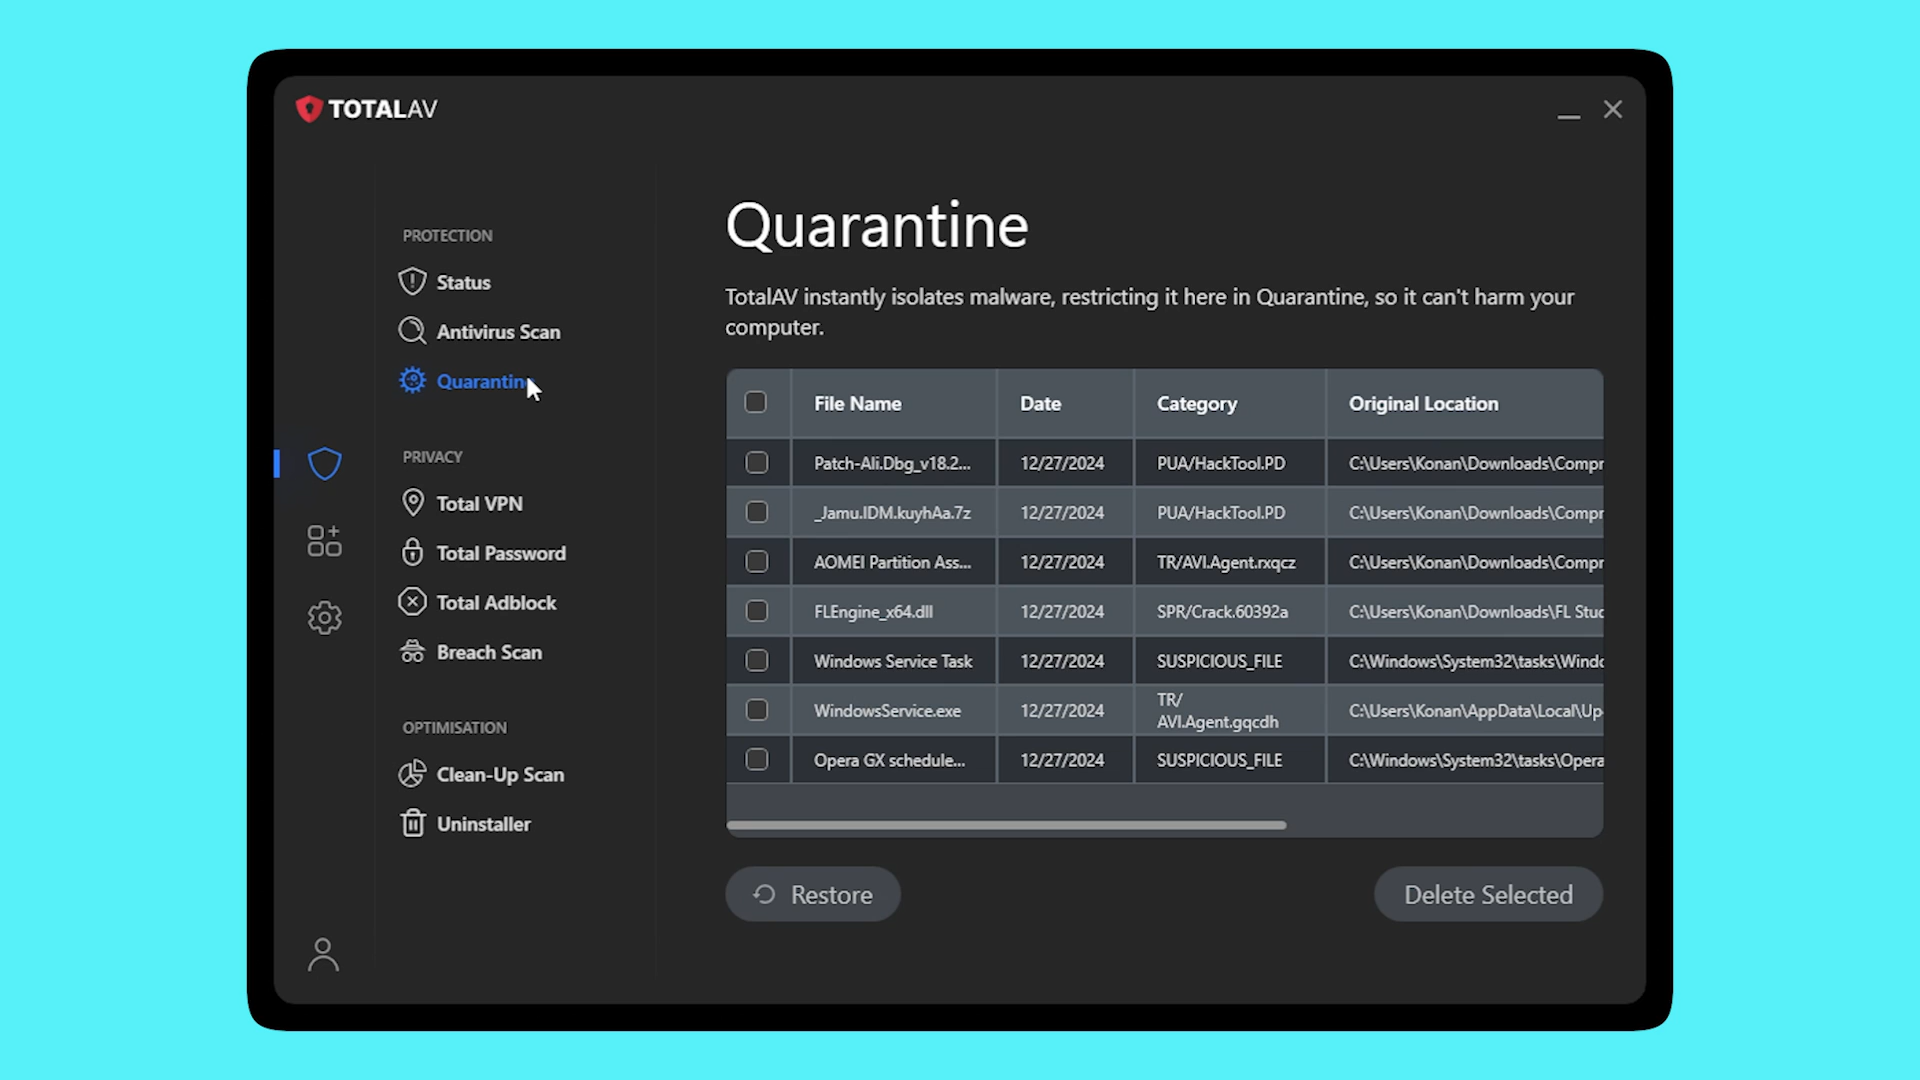 TOTALAV
PROTECTION
Status
Antivirus Scan
Quarantin
PRIVACY
Total VPN
Total Password
Total Adblock
Breach Scan
OPTIMISATION
Clean-Up Scan
Uninstaller
Quarantine
TotalAV instantly isolates malware, restricting it here in Quarantine, so it can't harm your
computer.
File Name Date Category Original Location
Patch-Ali.Dbg_v18.2... 12/27/2024 PUA/HackTool.PD C:\Users\Konan\Downloads\Compr
_Jamu.IDM.kuyhAa.7z 12/27/2024 PUA/HackTool.PD C:\Users\Konan\Downloads\Compr
AOMEI Partition Ass... 12/27/2024 TR/AVI.Agent.rxqcz C:\Users\Konan\Downloads\Compr
FLEngine_x64.dll 12/27/2024 SPR/Crack.60392a C:\Users\Konan\Downloads\FL Stud
Windows Service Task 12/27/2024 SUSPICIOUS_FILE C:\Windows\System32\tasks\Windo
WindowsService.exe 12/27/2024 TR/
AVI.Agent.gqcdh C:\Users\Konan\AppData\Local\Up
Opera GX schedule... 12/27/2024 SUSPICIOUS_FILE C:\Windows\System32\tasks\Opera
Restore
Delete Selected